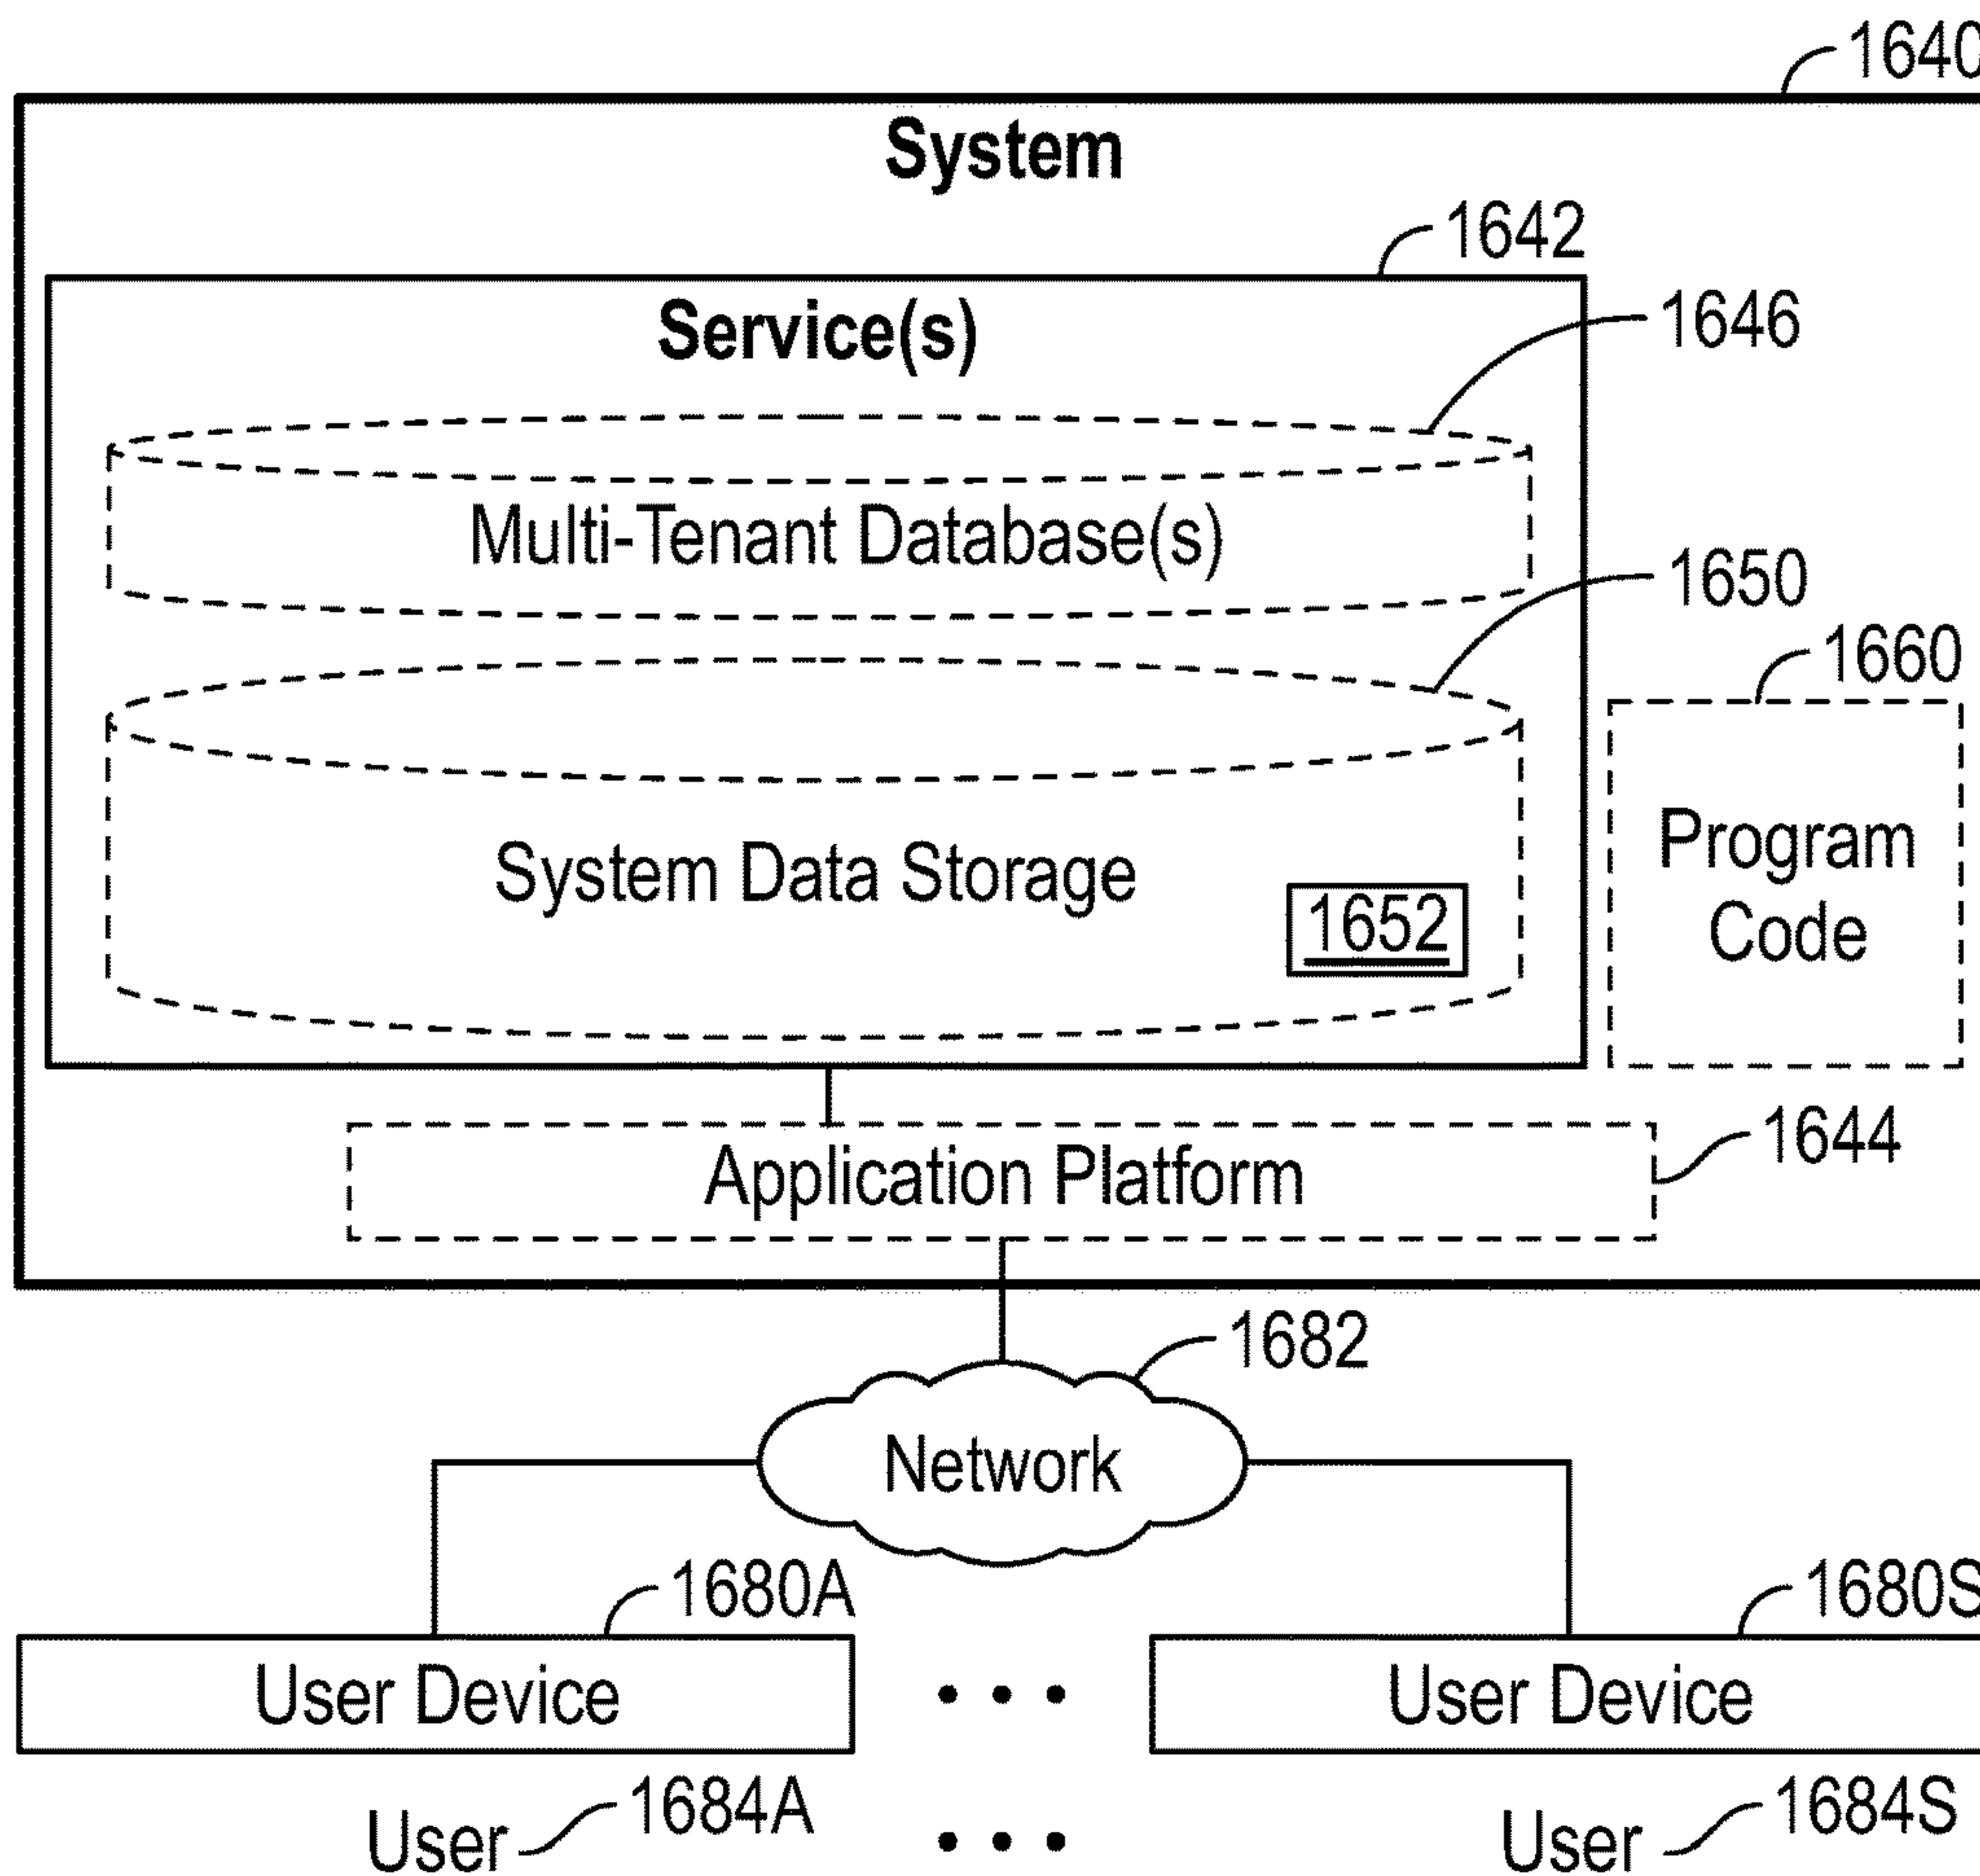 1640
System
1642
Service(s)
1646
Multi-Tenant Database(s)
1650
1660
System Data Storage
1652
Program
Code
Application Platform
1644
1682
Network
1680A
1680S
User Device
• • •
User Device
User
1684A
• • •
User
1684S